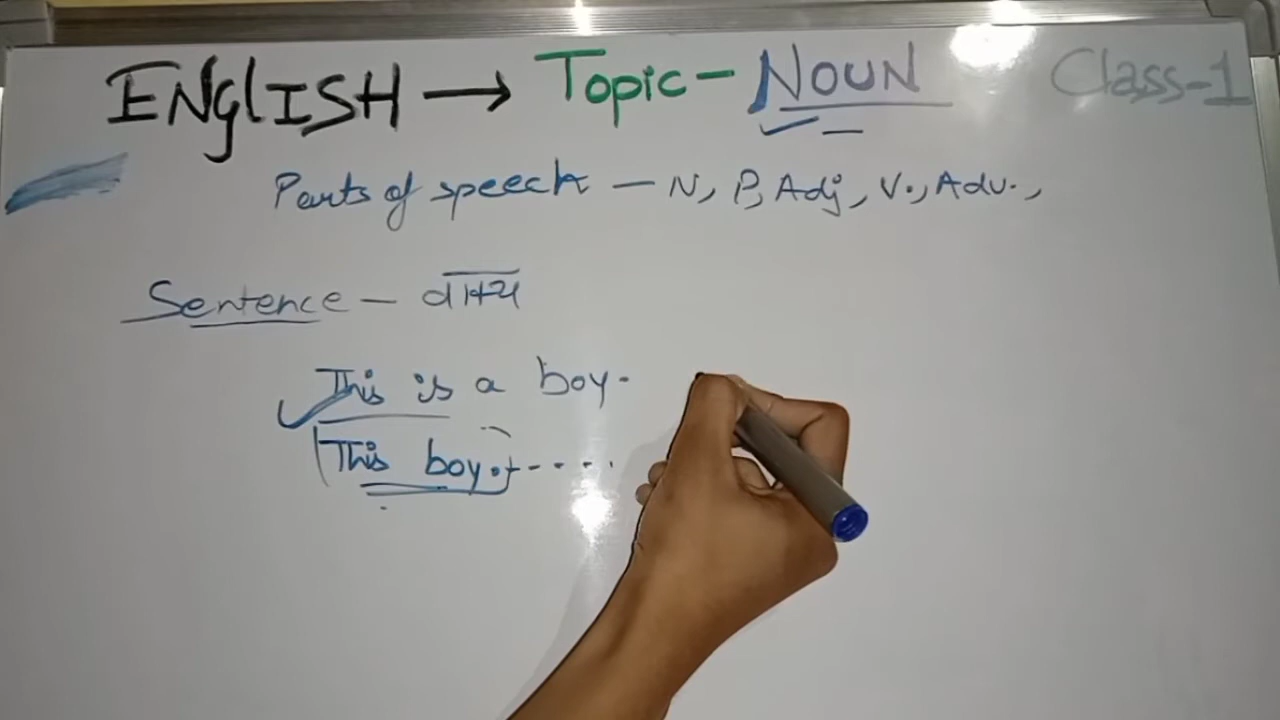 ENglISH → Topic - NOUN Class-1
Parts of speech - N, P, Adj, V., Adv.,
Sentence - वाक्य
This is a boy.
This boy.